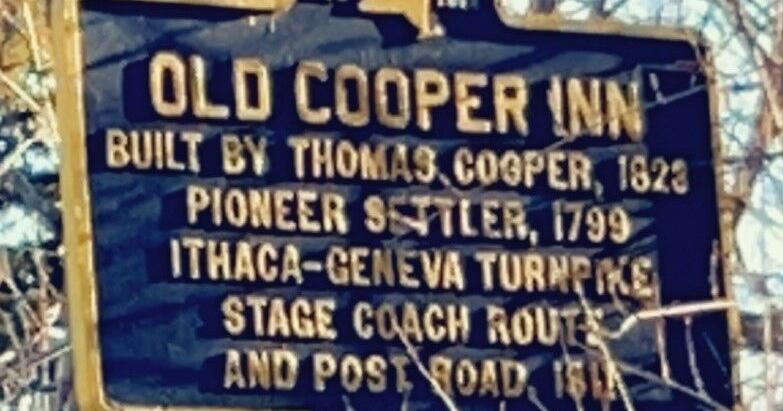 OLD COOPER INN
BUILT BY THOMAS COOPER, 1823
PIONEER SETTLER, 1799
ITHACA-GENEVA TURNPIKE
STAGE COACH ROUTE
AND POST ROAD,